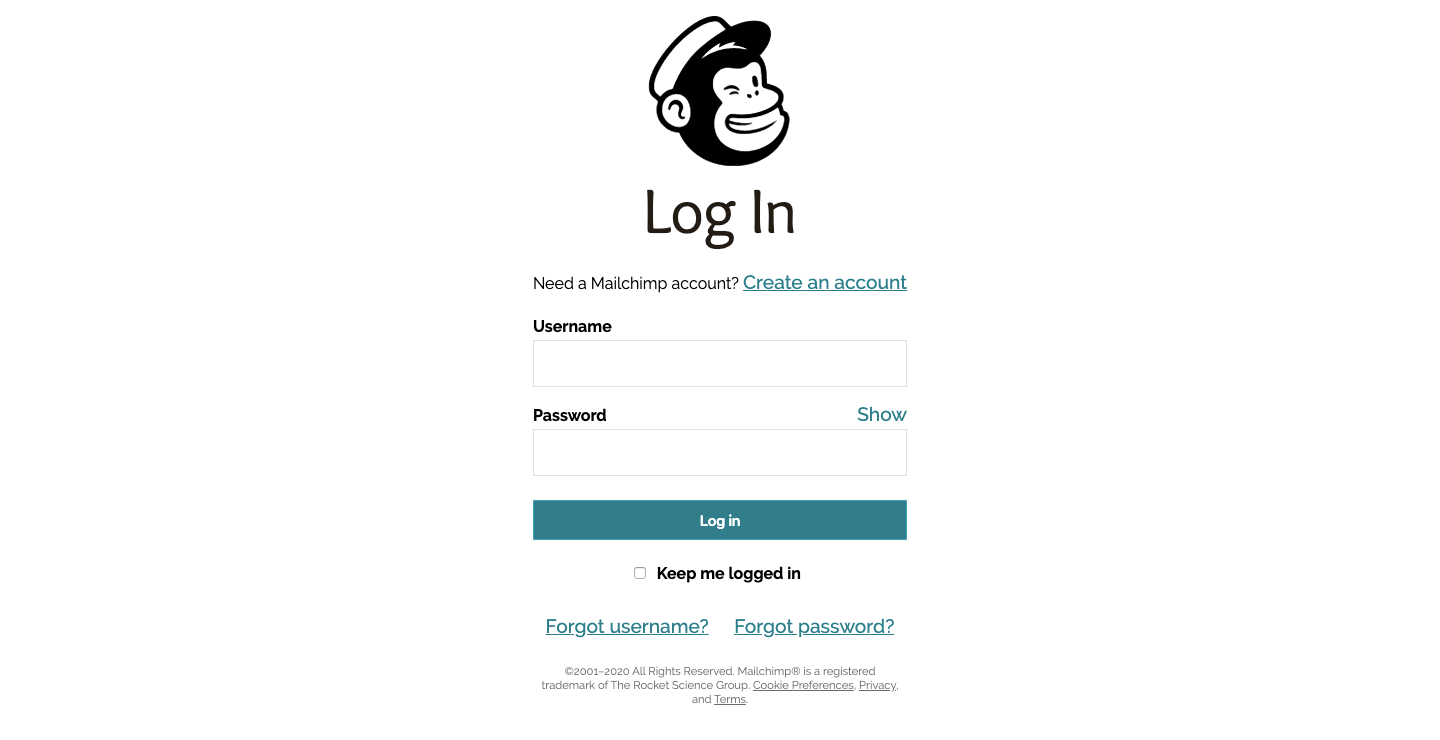 Log In
Need a Mailchimp account? Create an account
Username
Password Show
Log in
Keep me logged in
Forgot username? Forgot password?
©2001–2020 All Rights Reserved. Mailchimp® is a registered
trademark of The Rocket Science Group. Cookie Preferences, Privacy,
and Terms.